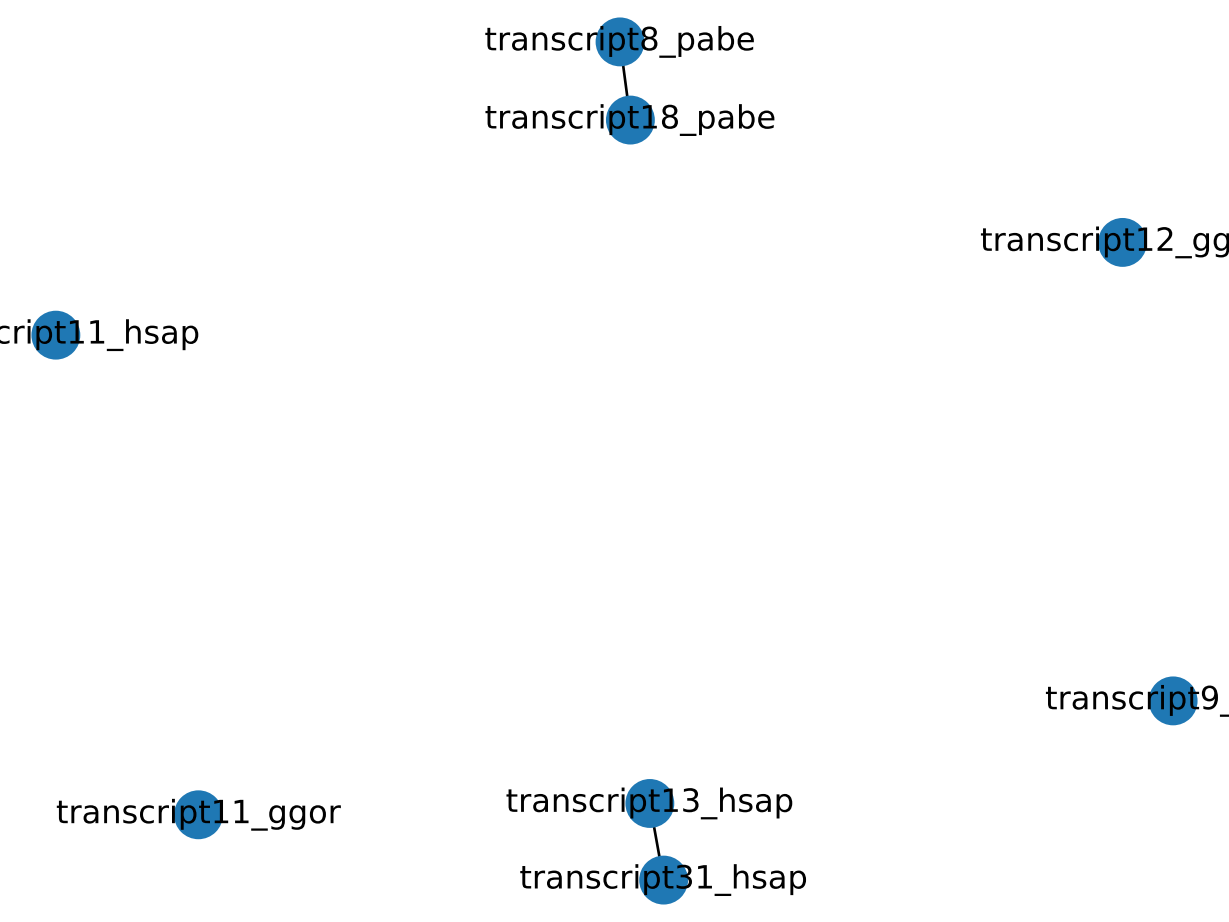 transcript8_pabe
transcript18_pabe
transcript12_gg
cript11_hsap
transcript9_
transcript13_hsap
transcript11_ggor
transcript31_hsap